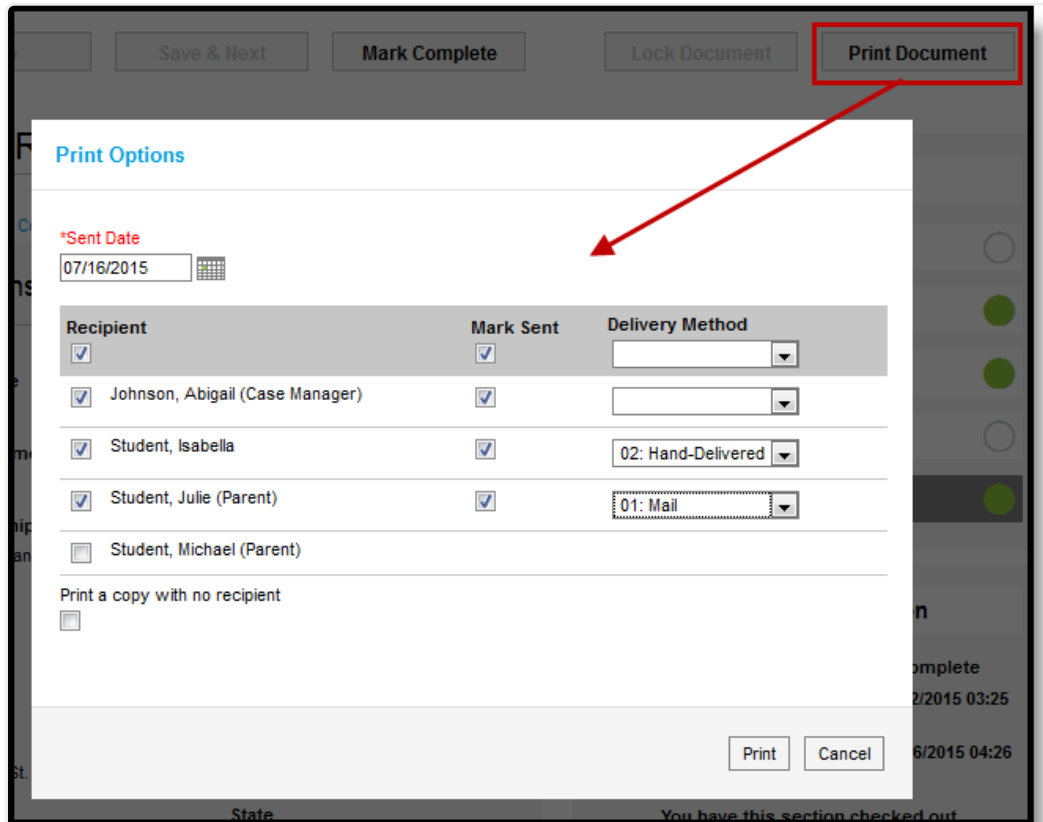 Save & Next Mark Complete Lock Document Print Document
Print Options
*Sent Date
07/16/2015
Recipient Mark Sent Delivery Method
Johnson, Abigail (Case Manager)
Student, Isabella 02: Hand-Delivered
Student, Julie (Parent) 01: Mail
Student, Michael (Parent)
Print a copy with no recipient
2/2015 03:25
Print Cancel
6/2015 04:26
St.
State You have this section checked out